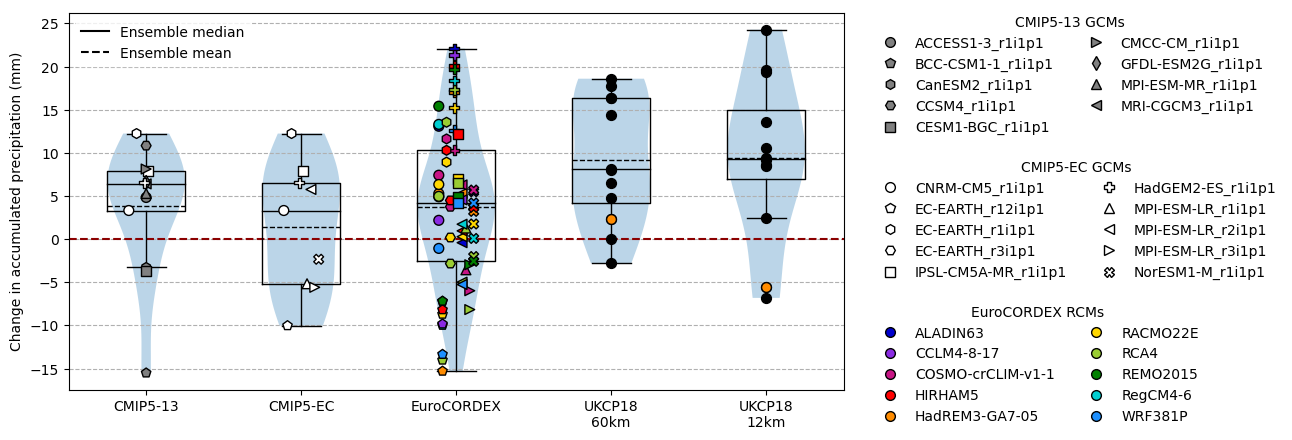 Change in accumulated precipitation (mm)
25
20
15
10
5
0
−5
−10
−15
Ensemble median
Ensemble mean
CMIP5-13
CMIP5-EC
EuroCORDEX
UKCP18
60km
UKCP18
12km
CMIP5-13 GCMs
ACCESS1-3_r1i1p1
BCC-CSM1-1_r1i1p1
CanESM2_r1i1p1
CCSM4_r1i1p1
CESM1-BGC_r1i1p1
CMCC-CM_r1i1p1
GFDL-ESM2G_r1i1p1
MPI-ESM-MR_r1i1p1
MRI-CGCM3_r1i1p1
CMIP5-EC GCMs
CNRM-CM5_r1i1p1
EC-EARTH_r12i1p1
EC-EARTH_r1i1p1
EC-EARTH_r3i1p1
IPSL-CM5A-MR_r1i1p1
HadGEM2-ES_r1i1p1
MPI-ESM-LR_r1i1p1
MPI-ESM-LR_r2i1p1
MPI-ESM-LR_r3i1p1
NorESM1-M_r1i1p1
EuroCORDEX RCMs
ALADIN63
CCLM4-8-17
COSMO-crCLIM-v1-1
HIRHAM5
HadREM3-GA7-05
RACMO22E
RCA4
REMO2015
RegCM4-6
WRF381P